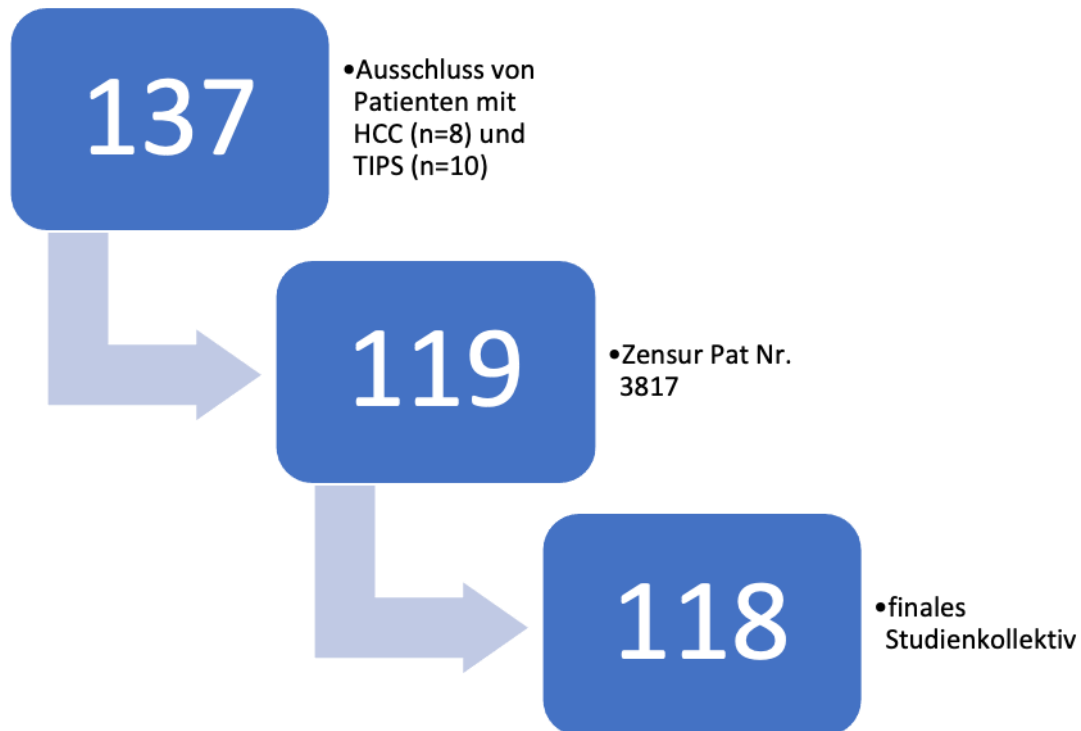 137
•Ausschluss von
Patienten mit
HCC (n=8) und
TIPS (n=10)
119
•Zensur Pat Nr.
3817
118
•finales
Studienkollektiv